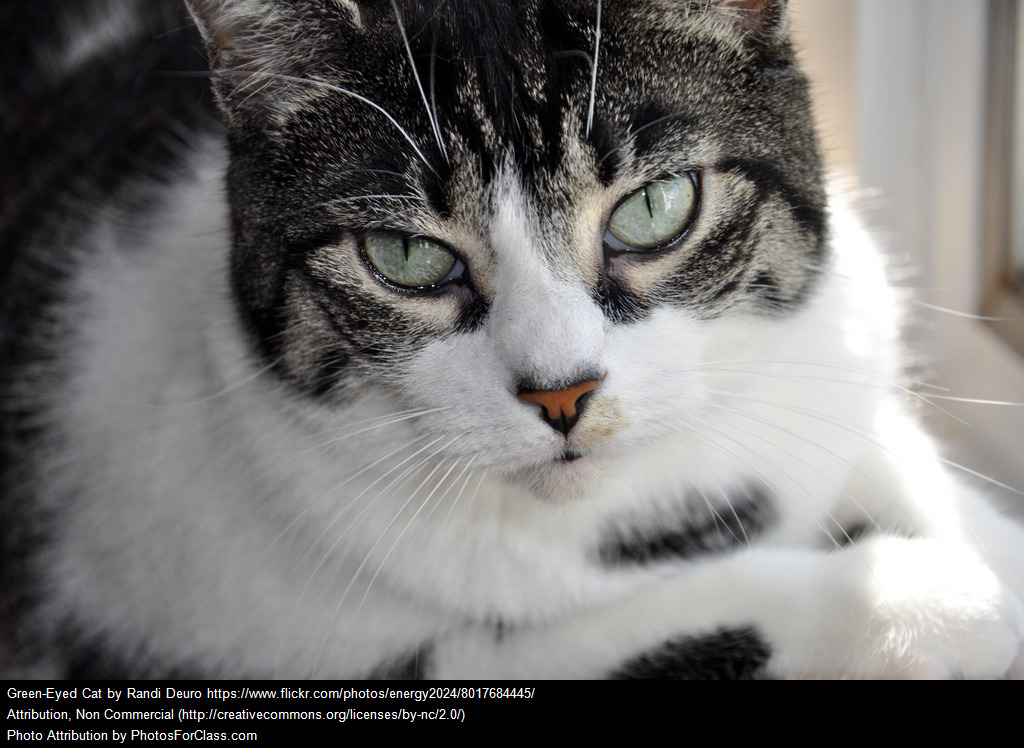 Green-Eyed Cat by Randi Deuro https://www.flickr.com/photos/energy2024/8017684445/
Attribution, Non Commercial (http://creativecommons.org/licenses/by-nc/2.0/)
Photo Attribution by PhotosForClass.com